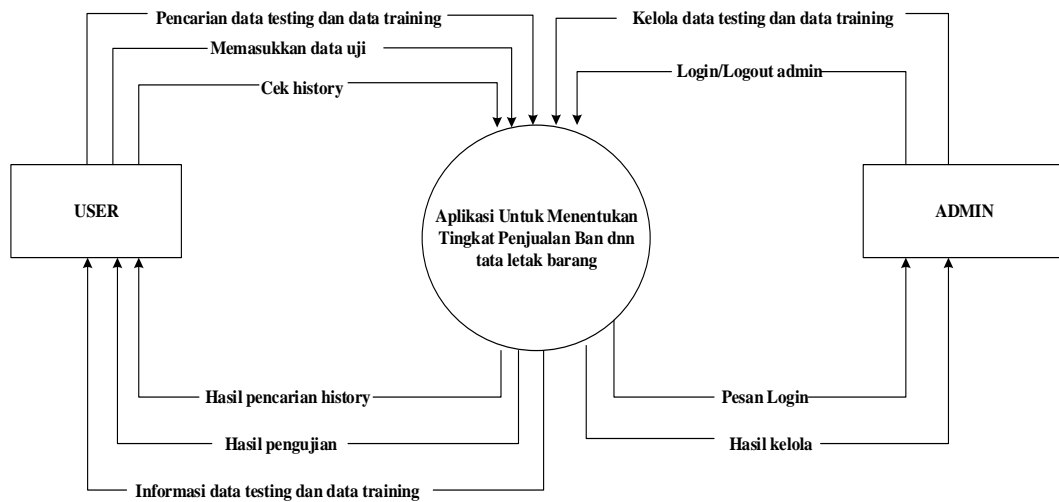 Pencarian data testing dan data training
Memasukkan data uji
Cek history
Kelola data testing dan data training
Login/Logout admin
USER
Aplikasi Untuk Menentukan
Tingkat Penjualan Ban dnn
tata letak barang
ADMIN
Hasil pencarian history
Hasil pengujian
Informasi data testing dan data training
Pesan Login
Hasil kelola